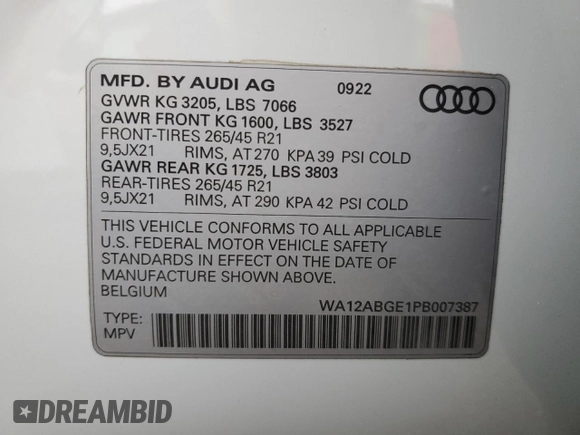 MFD. BY AUDI AG 0922
GVWR KG 3205, LBS 7066
GAWR FRONT KG 1600, LBS 3527
FRONT-TIRES 265/45 R21
9,5JX21 RIMS, AT 270 KPA 39 PSI COLD
GAWR REAR KG 1725, LBS 3803
REAR-TIRES 265/45 R21
9,5JX21 RIMS, AT 290 KPA 42 PSI COLD
THIS VEHICLE CONFORMS TO ALL APPLICABLE
U.S. FEDERAL MOTOR VEHICLE SAFETY
STANDARDS IN EFFECT ON THE DATE OF
MANUFACTURE SHOWN ABOVE.
BELGIUM
WA12ABGE1PB007387
TYPE:
MPV
DREAMBID